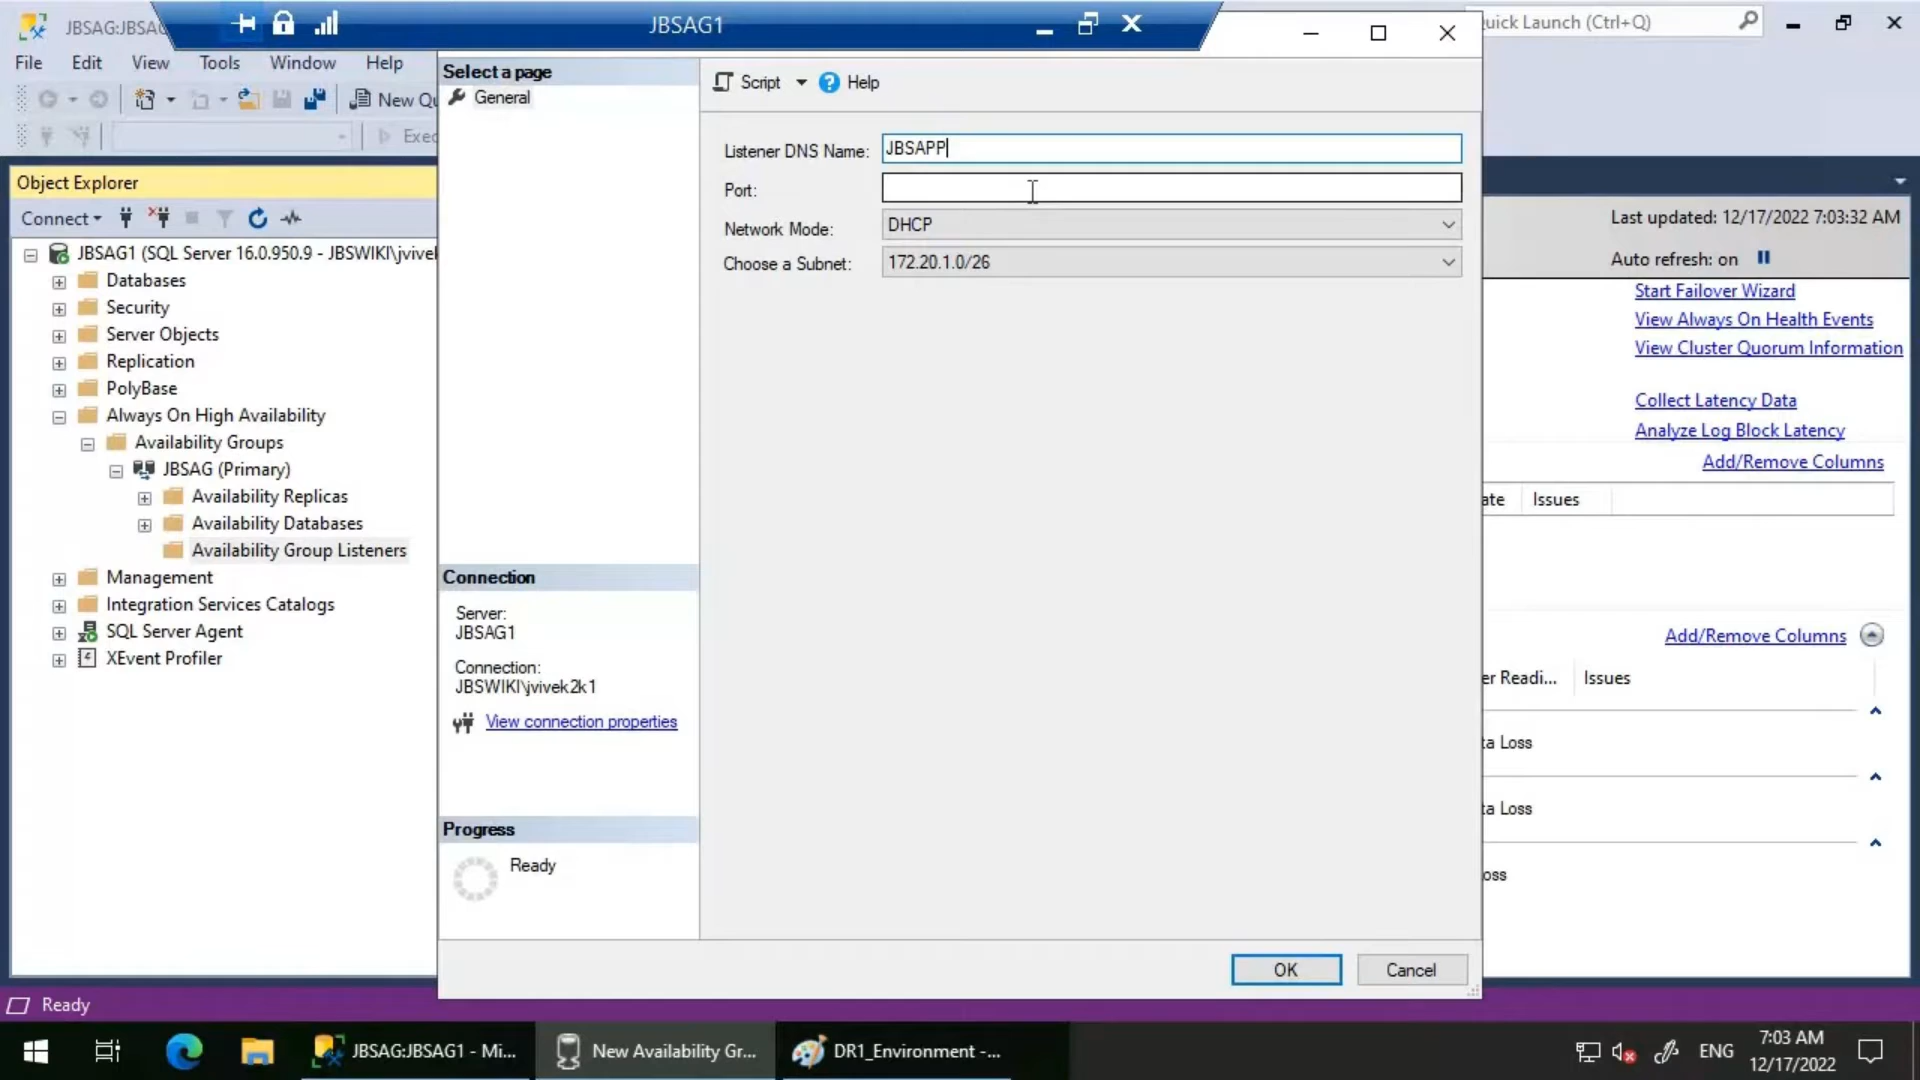 JBSAG:JBSAG
JBSAG1
Quick Launch (Ctrl+Q)
File Edit View Tools Window Help
New Qu
Exec
Select a page
General
Script
Help
Listener DNS Name: JBSAPP
Port:
Network Mode: DHCP
Choose a Subnet: 172.20.1.0/26
Object Explorer
Connect
JBSAG1 (SQL Server 16.0.950.9 - JBSWIKI\jvivek
Databases
Security
Server Objects
Replication
PolyBase
Always On High Availability
Availability Groups
JBSAG (Primary)
Availability Replicas
Availability Databases
Availability Group Listeners
Management
Integration Services Catalogs
SQL Server Agent
XEvent Profiler
Connection
Server:
JBSAG1
Connection:
JBSWIKI\jvivek2k1
View connection properties
Progress
Ready
OK
Cancel
Last updated: 12/17/2022 7:03:32 AM
Auto refresh: on
Start Failover Wizard
View Always On Health Events
View Cluster Quorum Information
Collect Latency Data
Analyze Log Block Latency
Add/Remove Columns
ate Issues
Add/Remove Columns
er Readi... Issues
ta Loss
ta Loss
oss
Ready
JBSAG:JBSAG1 - Mi...
New Availability Gr...
DR1_Environment -...
ENG
7:03 AM
12/17/2022